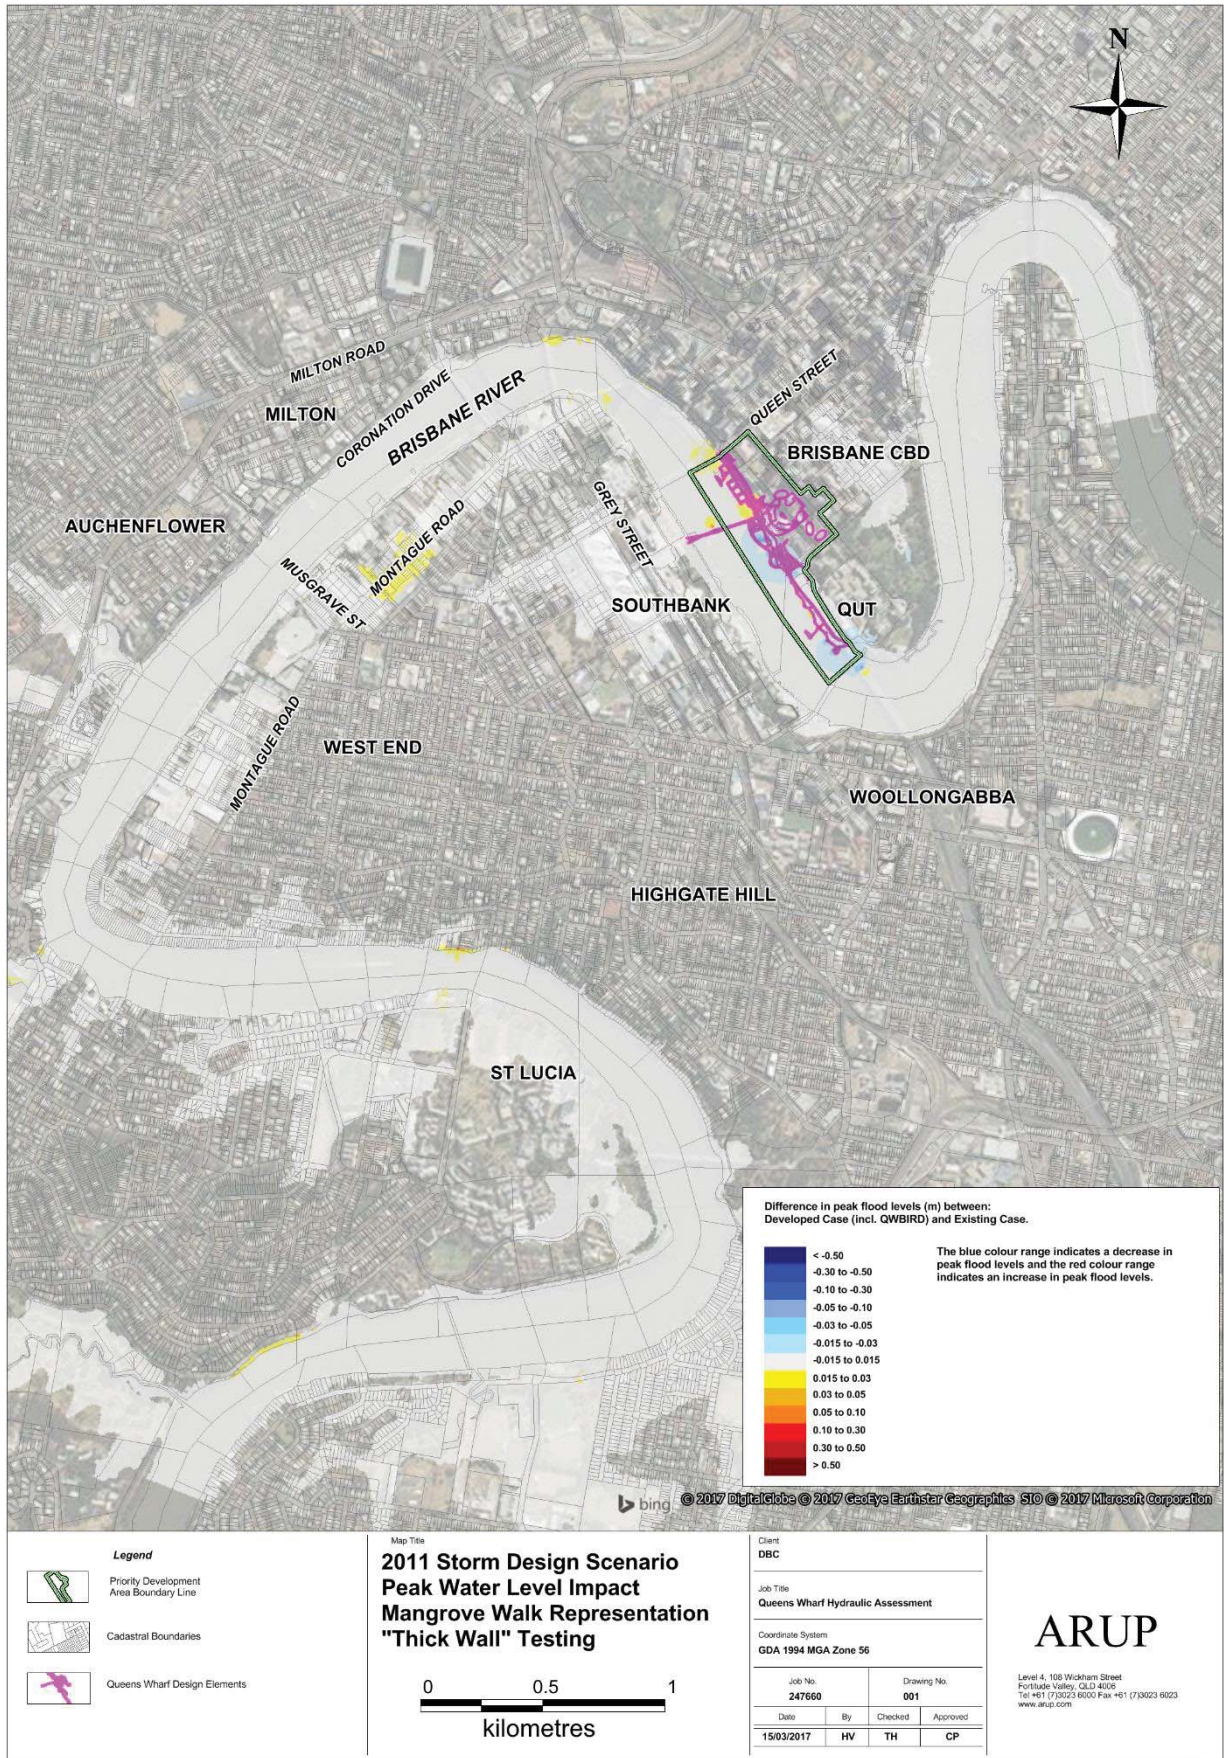 N
MILTON ROAD
MILTON
CORONATION DRIVE
BRISBANE RIVER
QUEEN STREET
BRISBANE CBD
AUCHENFLOWER
GREY STREET
MONTAGUE ROAD
MUSGRAVE ST
SOUTHBANK
QUT
MONTAGUE ROAD
WEST END
WOOLLONGABBA
HIGHGATE HILL
ST LUCIA
Difference in peak flood levels (m) between:
Developed Case (incl. QWBIRD) and Existing Case.
< -0.50
-0.30 to -0.50
-0.10 to -0.30
-0.05 to -0.10
-0.03 to -0.05
-0.015 to -0.03
-0.015 to 0.015
0.015 to 0.03
0.03 to 0.05
0.05 to 0.10
0.10 to 0.30
0.30 to 0.50
> 0.50
The blue colour range indicates a decrease in
peak flood levels and the red colour range
indicates an increase in peak flood levels.
bing
© 2017 DigitalGlobe © 2017 GeoEye Earthstar Geographics SIO © 2017 Microsoft Corporation
Legend
Priority Development
Area Boundary Line
Cadastral Boundaries
Queens Wharf Design Elements
Map Title
2011 Storm Design Scenario
Peak Water Level Impact
Mangrove Walk Representation
"Thick Wall" Testing
0 0.5 1
kilometres
Client
DBC
Job Title
Queens Wharf Hydraulic Assessment
Coordinate System
GDA 1994 MGA Zone 56
Job No. Drawing No.
247660 001
Date By Checked Approved
15/03/2017 HV TH CP
ARUP
Level 4, 108 Wickham Street
Fortitude Valley, QLD 4006
Tel +61 (7)3023 6000 Fax +61 (7)3023 6023
www.arup.com